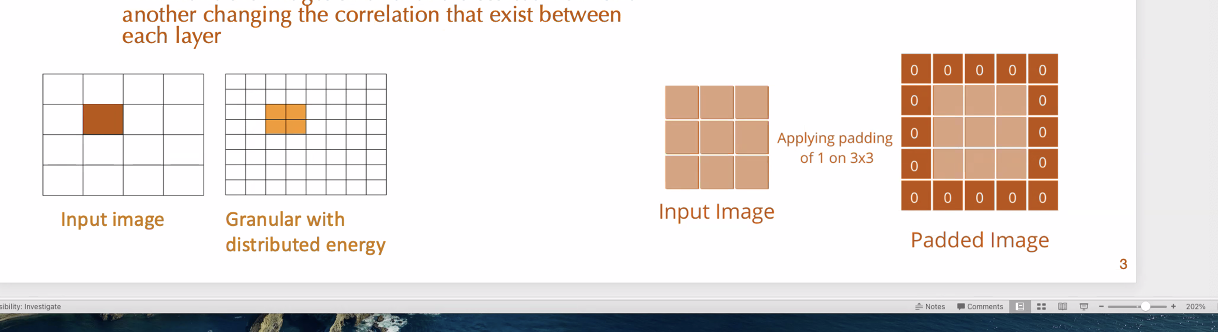 another changing the correlation that exist between
each layer
Input image
Granular with
distributed energy
Input Image
Applying padding
of 1 on 3x3
0 0 0 0 0
0 0
0 0
0 0
0 0 0 0 0
Padded Image
3
sibility: Investigate
Notes
Comments
202%